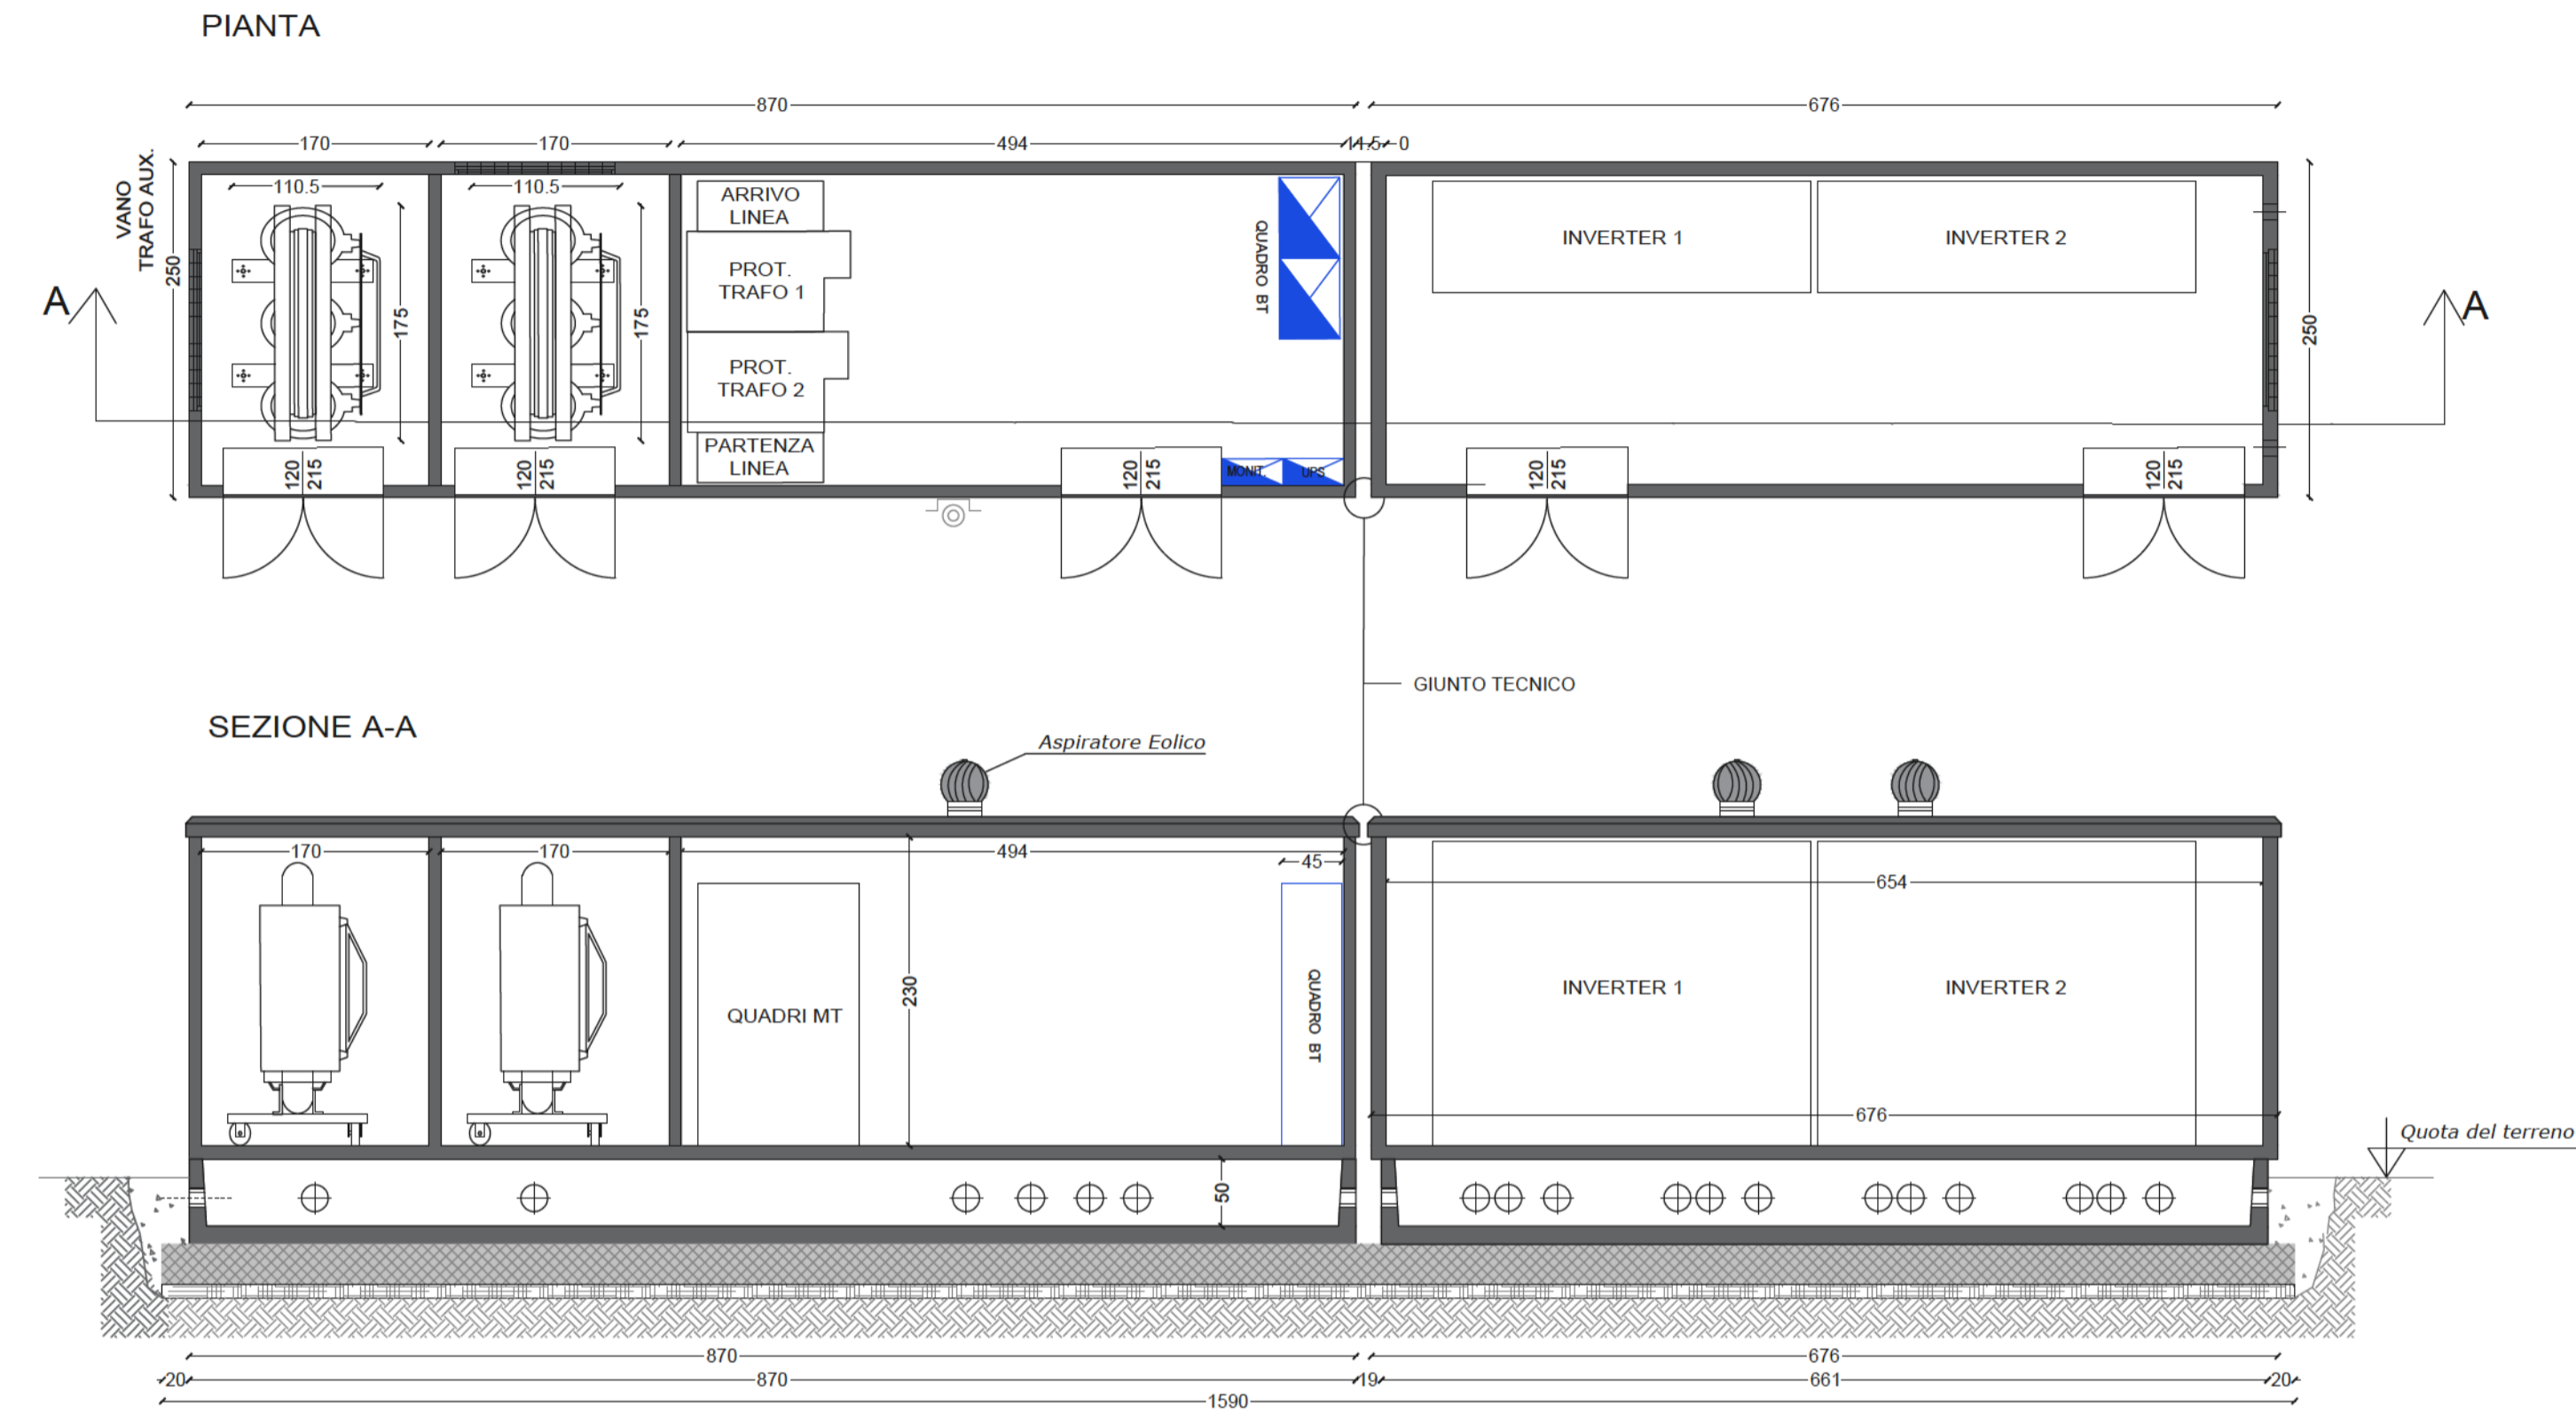 PIANTA
870
676
170
170
494
0
VANO
TRAFO AUX.
250
110.5
110.5
175
175
ARRIVO
LINEA
PROT.
TRAFO 1
PROT.
TRAFO 2
PARTENZA
LINEA
QUADRO BT
INVERTER 1
INVERTER 2
250
A
A
120
215
120
215
120
215
MONIT.
UPS
120
215
120
215
GIUNTO TECNICO
SEZIONE A-A
Aspiratore Eolico
170
170
494
45
654
230
QUADRI MT
QUADRO BT
INVERTER 1
INVERTER 2
676
Quota del terreno
50
870
676
20
870
19
661
20
1590